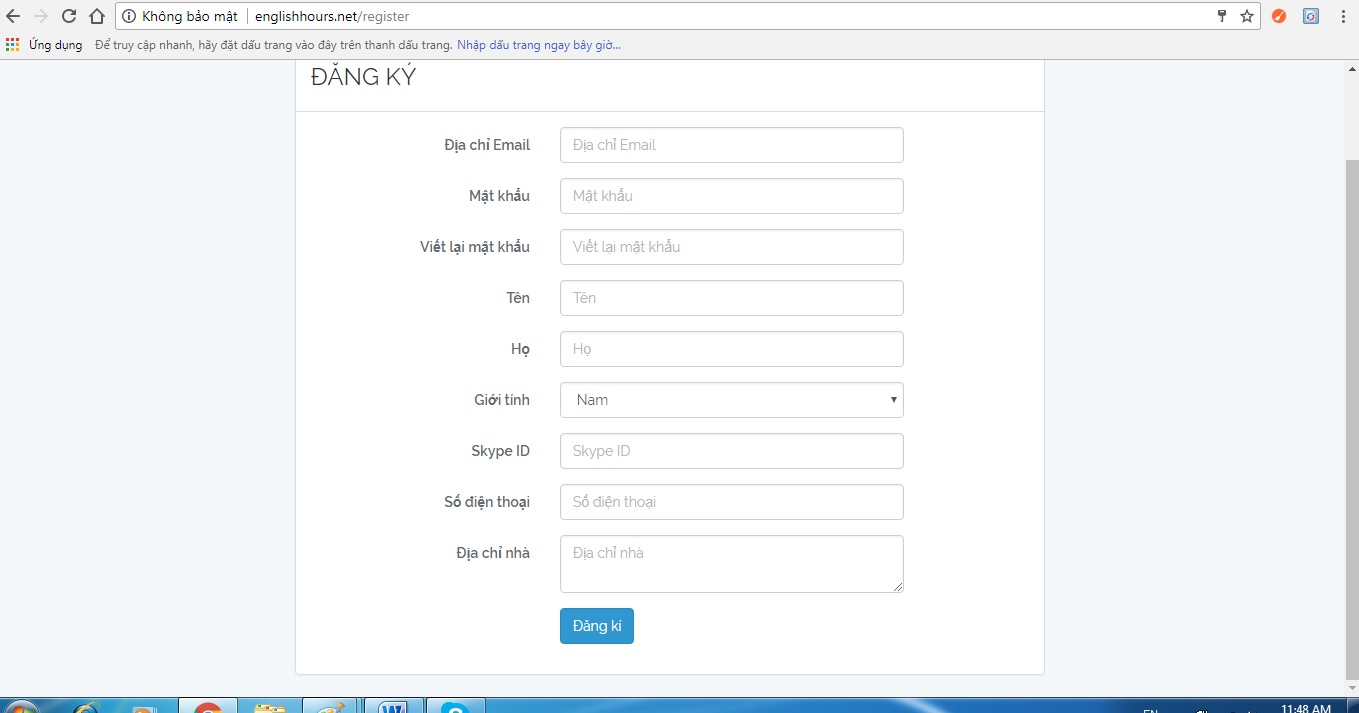 Không bảo mật englishhours.net/register
Ứng dụng Để truy cập nhanh, hãy đặt dấu trang vào đây trên thanh dấu trang. Nhập dấu trang ngay bây giờ...
ĐĂNG KÝ
Địa chỉ Email Địa chỉ Email
Mật khẩu Mật khẩu
Viết lại mật khẩu Viết lại mật khẩu
Tên Tên
Họ Họ
Giới tính Nam
Skype ID Skype ID
Số điện thoại Số điện thoại
Địa chỉ nhà Địa chỉ nhà
Đăng kí
EN 11:48 AM